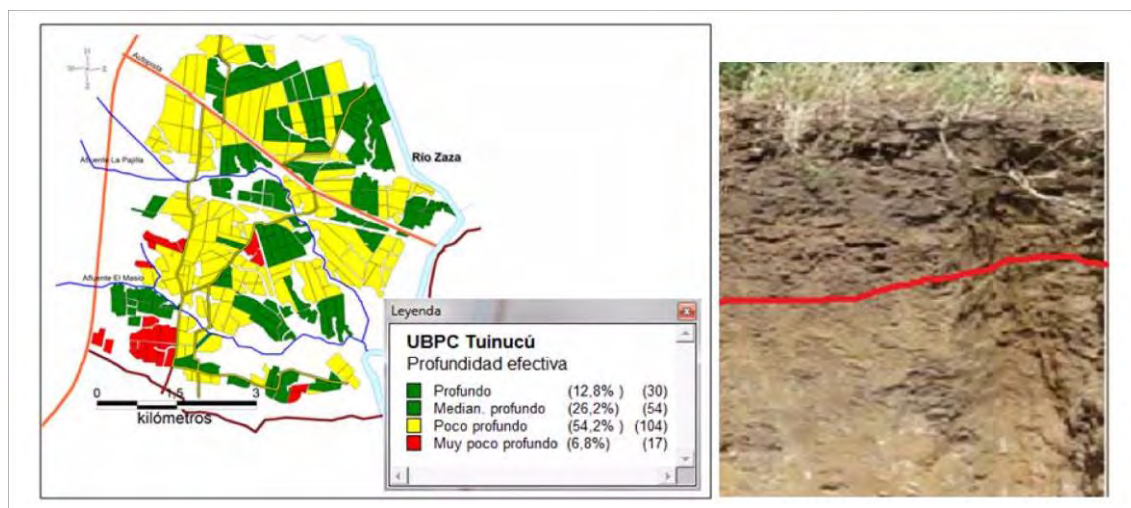 N
W E
S
Autopista
Afluente La Pajilla
Río Zaza
Afluente El Masío
0 1,5 3
kilómetros
Leyenda
UBPC Tuinucú
Profundidad efectiva
Profundo (12,8% ) (30)
Median. profundo (26,2%) (54)
Poco profundo (54,2% ) (104)
Muy poco profundo (6,8%) (17)